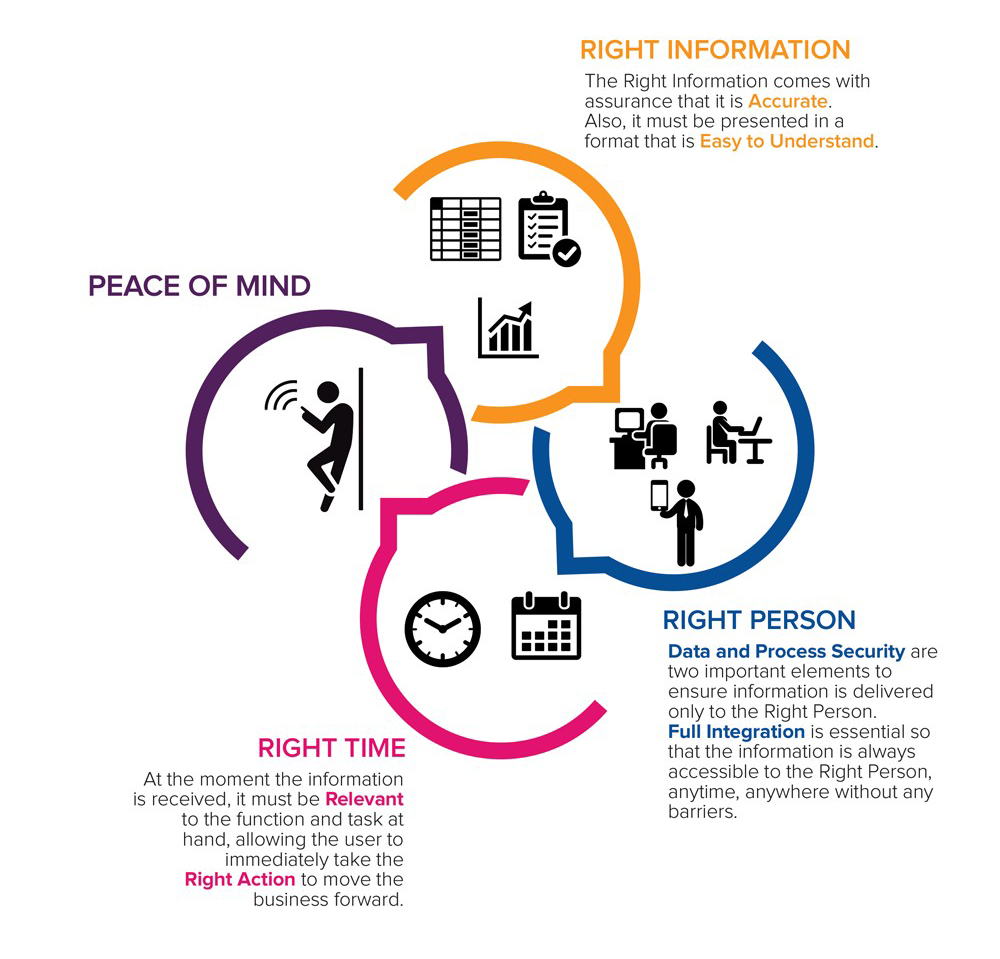 RIGHT INFORMATION
The Right Information comes with
assurance that it is Accurate.
Also, it must be presented in a
format that is Easy to Understand.
PEACE OF MIND
RIGHT PERSON
Data and Process Security are
two important elements to
ensure information is delivered
only to the Right Person.
Full Integration is essential so
that the information is always
accessible to the Right Person,
anytime, anywhere without any
barriers.
RIGHT TIME
At the moment the information
is received, it must be Relevant
to the function and task at
hand, allowing the user to
immediately take the
Right Action to move the
business forward.